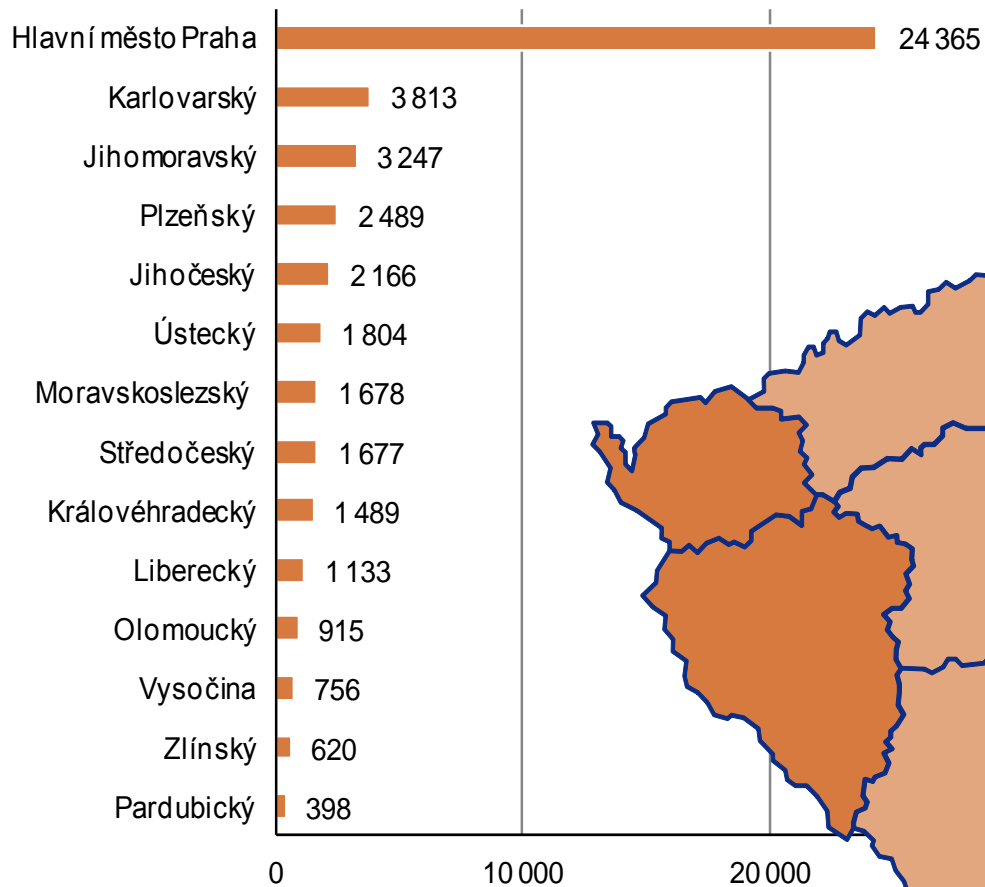 Hlavní město Praha 24 365
Karlovarský 3 813
Jihomoravský 3 247
Plzeňský 2 489
Jihočeský 2 166
Ústecký 1 804
Moravskoslezský 1 678
Středočeský 1 677
Královéhradecký 1 489
Liberecký 1 133
Olomoucký 915
Vysočina 756
Zlínský 620
Pardubický 398
0 10 000 20 000